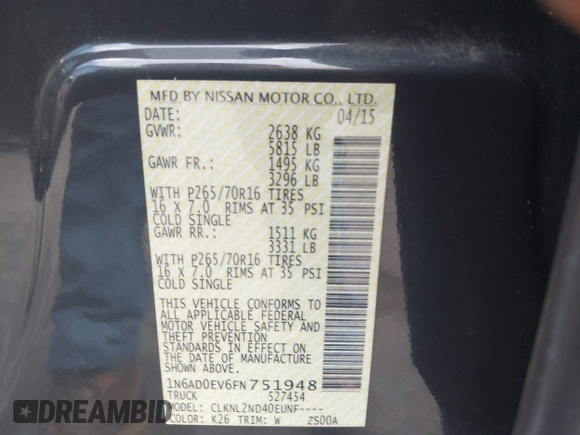 MFD BY NISSAN MOTOR CO., LTD.
DATE: 04/15
GVWR: 2638 KG
5815 LB
GAWR FR.: 1495 KG
3296 LB
WITH P265/70R16 TIRES
16 X 7.0 RIMS AT 35 PSI
COLD SINGLE
GAWR RR.: 1511 KG
3331 LB
WITH P265/70R16 TIRES
16 X 7.0 RIMS AT 35 PSI
COLD SINGLE
THIS VEHICLE CONFORMS TO
ALL APPLICABLE FEDERAL
MOTOR VEHICLE SAFETY AND
THEFT PREVENTION
STANDARDS IN EFFECT ON
THE DATE OF MANUFACTURE
SHOWN ABOVE.
1N6AD0EV6FN751948
TRUCK 527454
MODEL: CLKNL2ND40EUNF----
COLOR: K26 TRIM: W ZS00A
DREAMBID
.COM